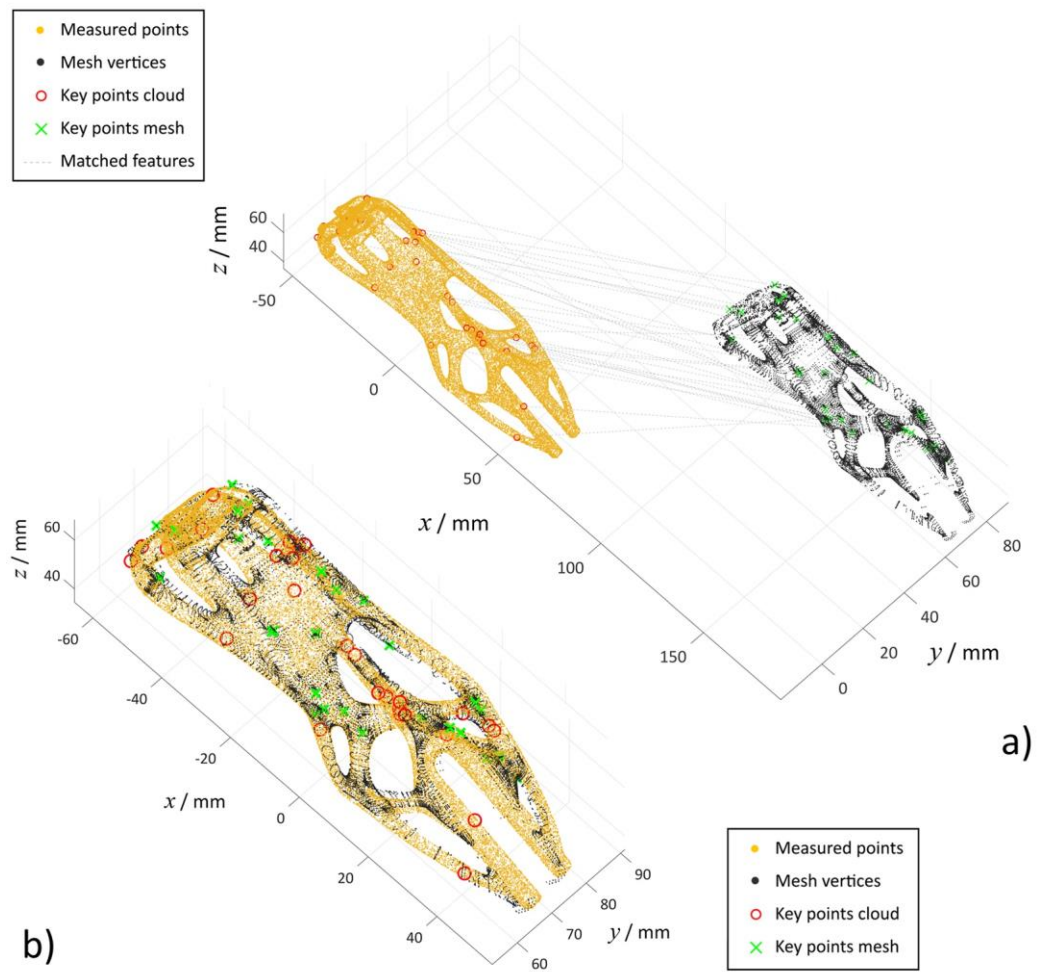 Measured points
Mesh vertices
Key points cloud
Key points mesh
Matched features
z / mm
60
40
-50
0
50
100
150
x / mm
0
20
40
60
80
y / mm
a)
z / mm
60
40
-60
-40
-20
0
20
40
x / mm
60
70
80
90
y / mm
b)
Measured points
Mesh vertices
Key points cloud
Key points mesh